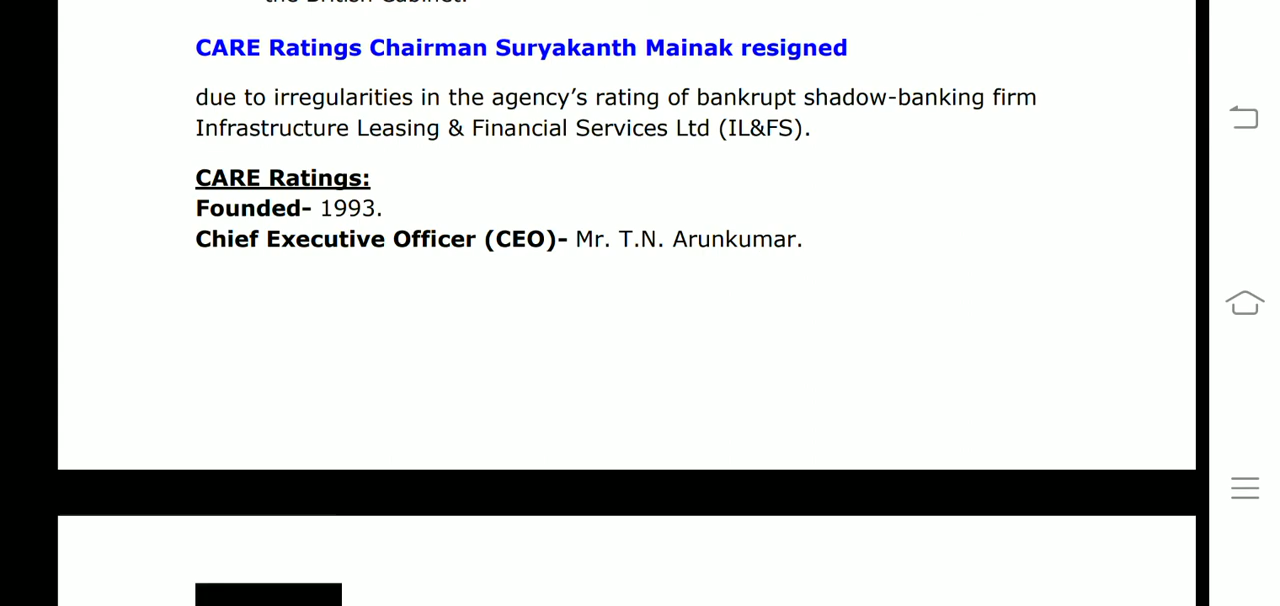 CARE Ratings Chairman Suryakanth Mainak resigned
due to irregularities in the agency’s rating of bankrupt shadow-banking firm
Infrastructure Leasing & Financial Services Ltd (IL&FS).
CARE Ratings:
Founded- 1993.
Chief Executive Officer (CEO)- Mr. T.N. Arunkumar.